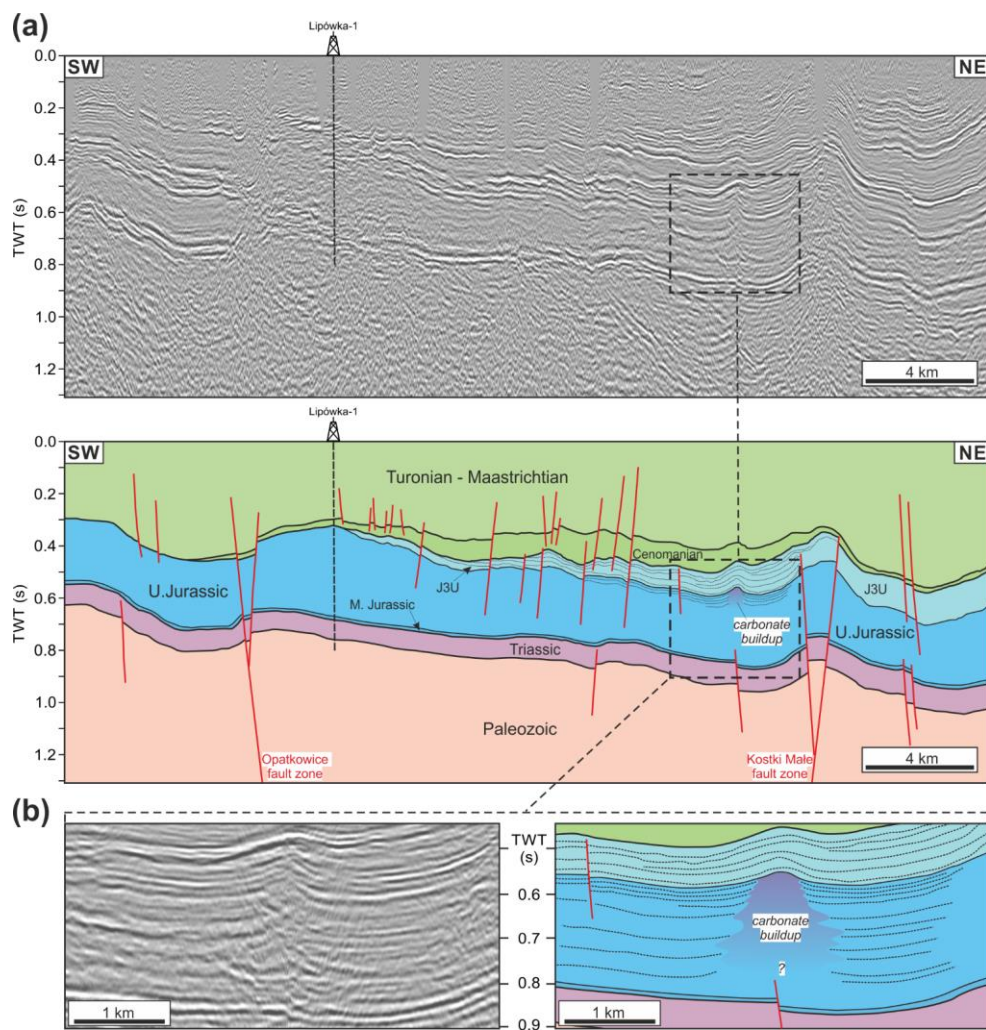 (a)
Lipówka-1
SW
NE
TWT (s)
0.0
0.2
0.4
0.6
0.8
1.0
1.2
4 km
Lipówka-1
SW
NE
TWT (s)
0.0
0.2
0.4
0.6
0.8
1.0
1.2
Turonian - Maastrichtian
Cenomanian
J3U
U.Jurassic
M. Jurassic
carbonate
buildup
J3U
U.Jurassic
Triassic
Paleozoic
Opatkowice
fault zone
Kostki Małe
fault zone
4 km
(b)
TWT
(s)
0.6
0.7
0.8
0.9
1 km
carbonate
buildup
?
1 km